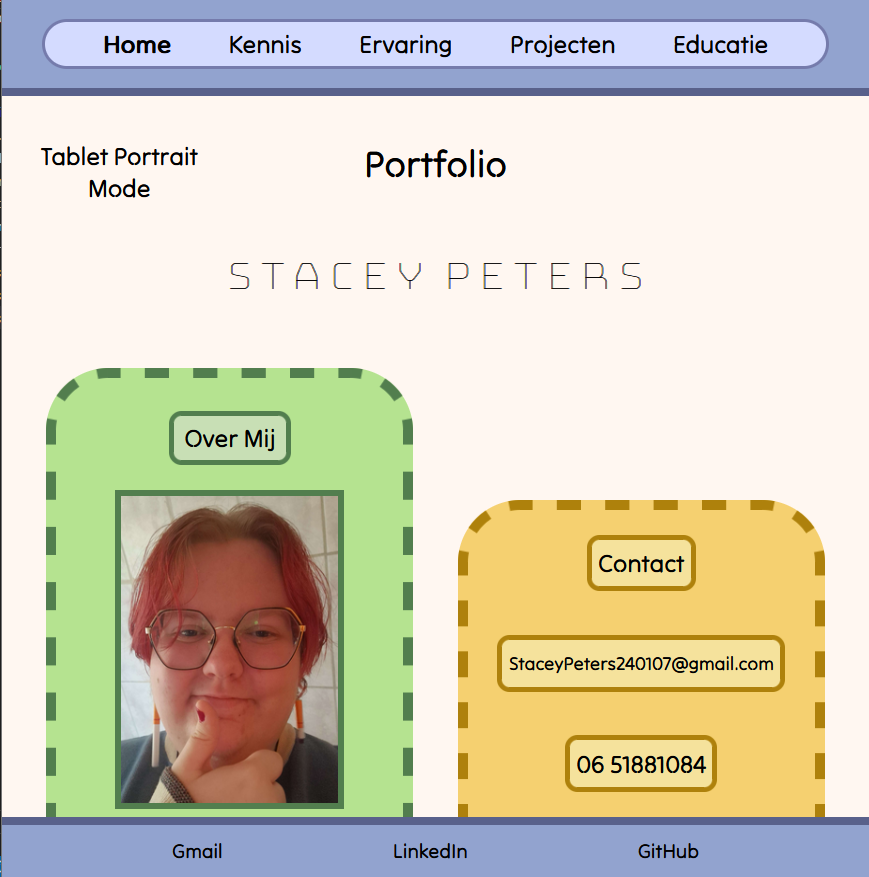 Home Kennis Ervaring Projecten Educatie
Tablet Portrait
Mode
Portfolio
STACEY PETERS
Over Mij
Contact
StaceyPeters240107@gmail.com
06 51881084
Gmail LinkedIn GitHub